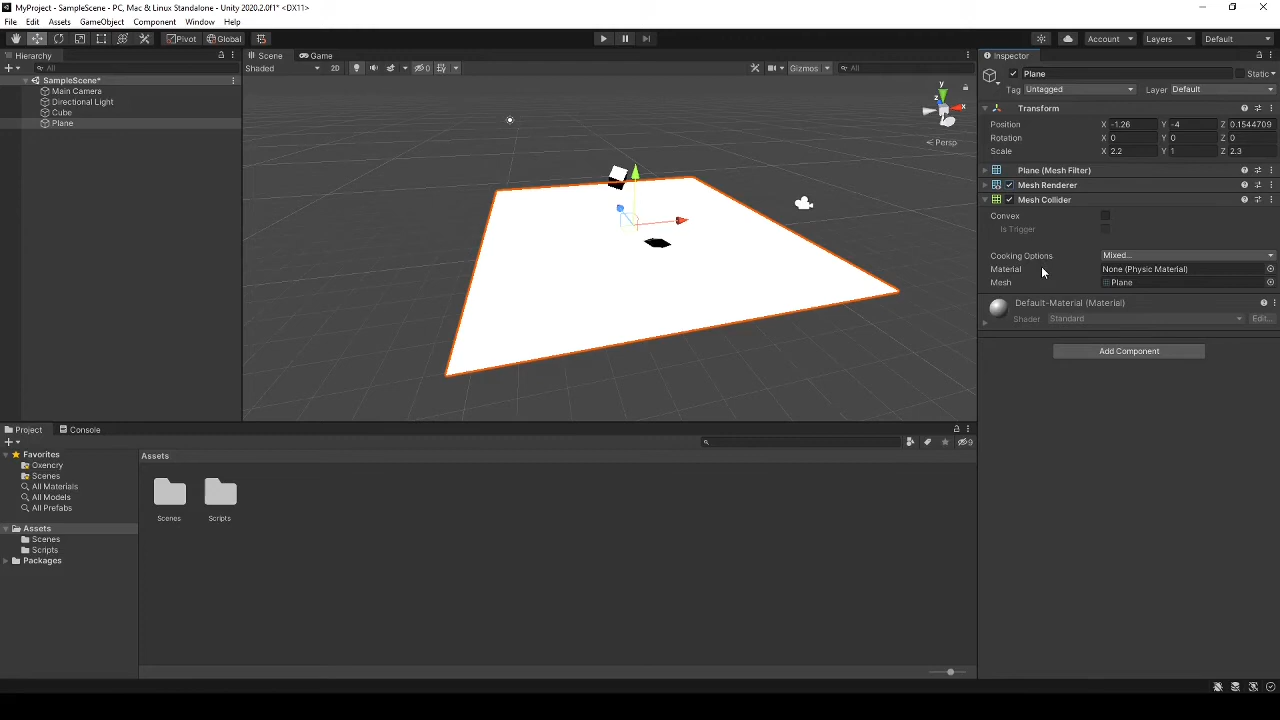 MyProject - SampleScene - PC, Mac & Linux Standalone - Unity 2020.2.0f1* <DX11>
File Edit Assets GameObject Component Window Help
Pivot Global Account Layers Default
Hierarchy
All
SampleScene*
Main Camera
Directional Light
Cube
Plane
Scene Game
Shaded 2D 0 Gizmos All
y
x
z
Persp
Inspector
Plane Static
Tag Untagged Layer Default
Transform
Position X -1.26 Y -4 Z 0.1544709
Rotation X 0 Y 0 Z 0
Scale X 2.2 Y 1 Z 2.3
Plane (Mesh Filter)
Mesh Renderer
Mesh Collider
Convex
Is Trigger
Cooking Options Mixed...
Material None (Physic Material)
Mesh Plane
Default-Material (Material)
Shader Standard Edit...
Add Component
Project Console
9
Favorites
Oxencry
Scenes
All Materials
All Models
All Prefabs
Assets
Scenes
Scripts
Packages
Assets
Scenes
Scripts